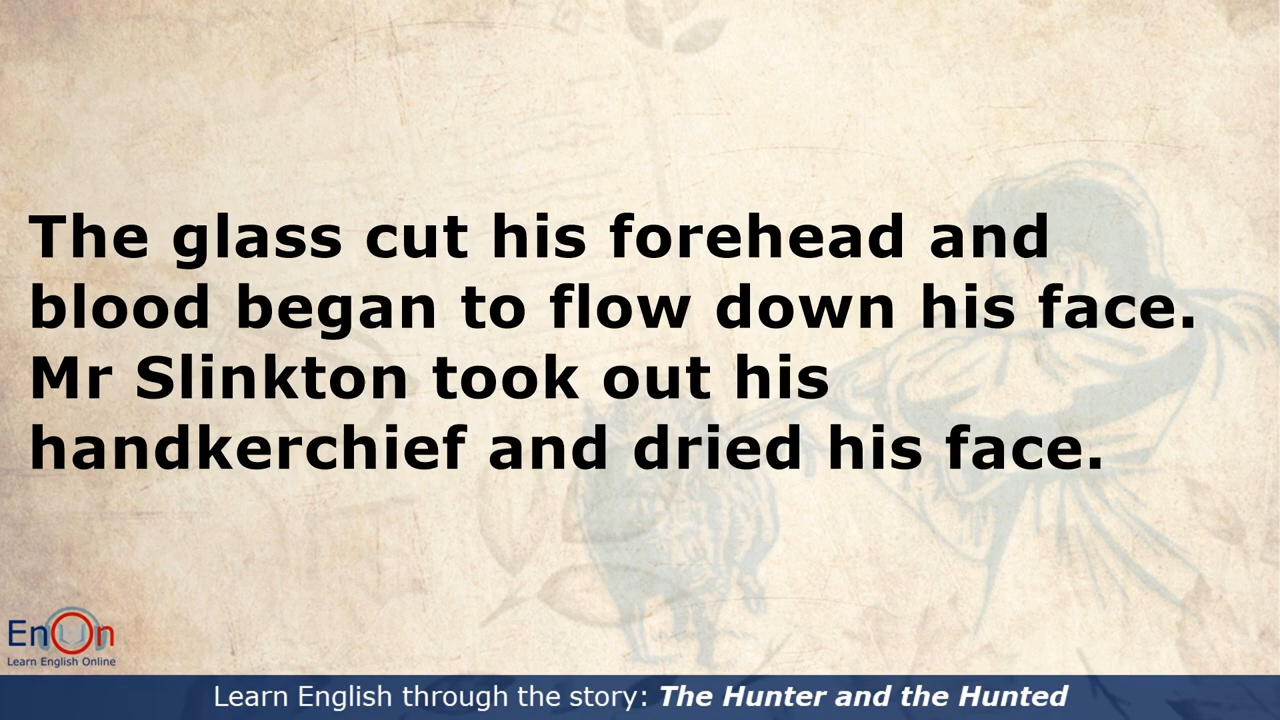 The glass cut his forehead and
blood began to flow down his face.
Mr Slinkton took out his
handkerchief and dried his face.
EnOn
Learn English Online
Learn English through the story: The Hunter and the Hunted